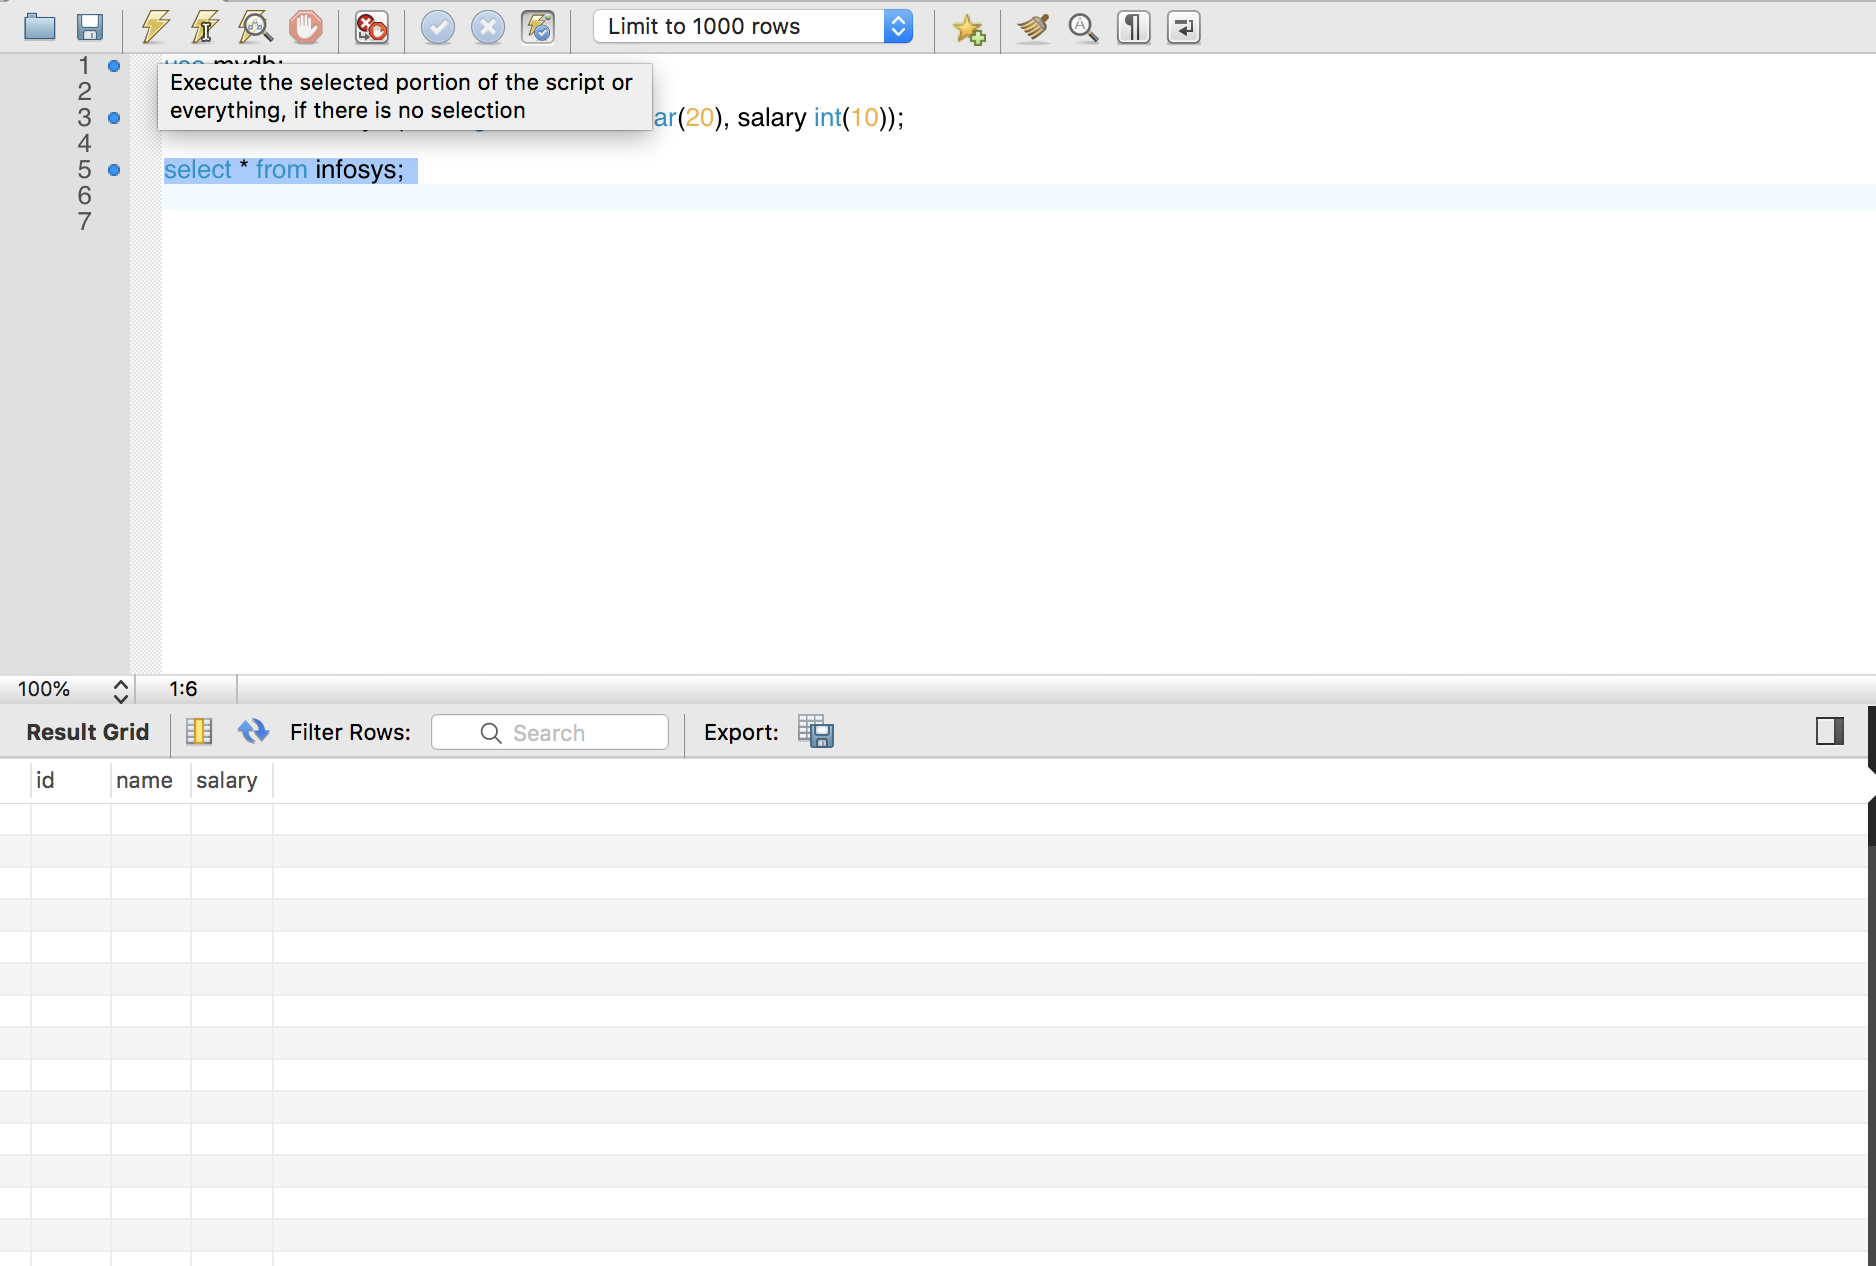 Limit to 1000 rows
1 use mydb;
2
Execute the selected portion of the script or
everything, if there is no selection
3 ar(20), salary int(10));
4
5 select * from infosys;
6
7
100% 1:6
Result Grid Filter Rows: Search Export:
id name salary